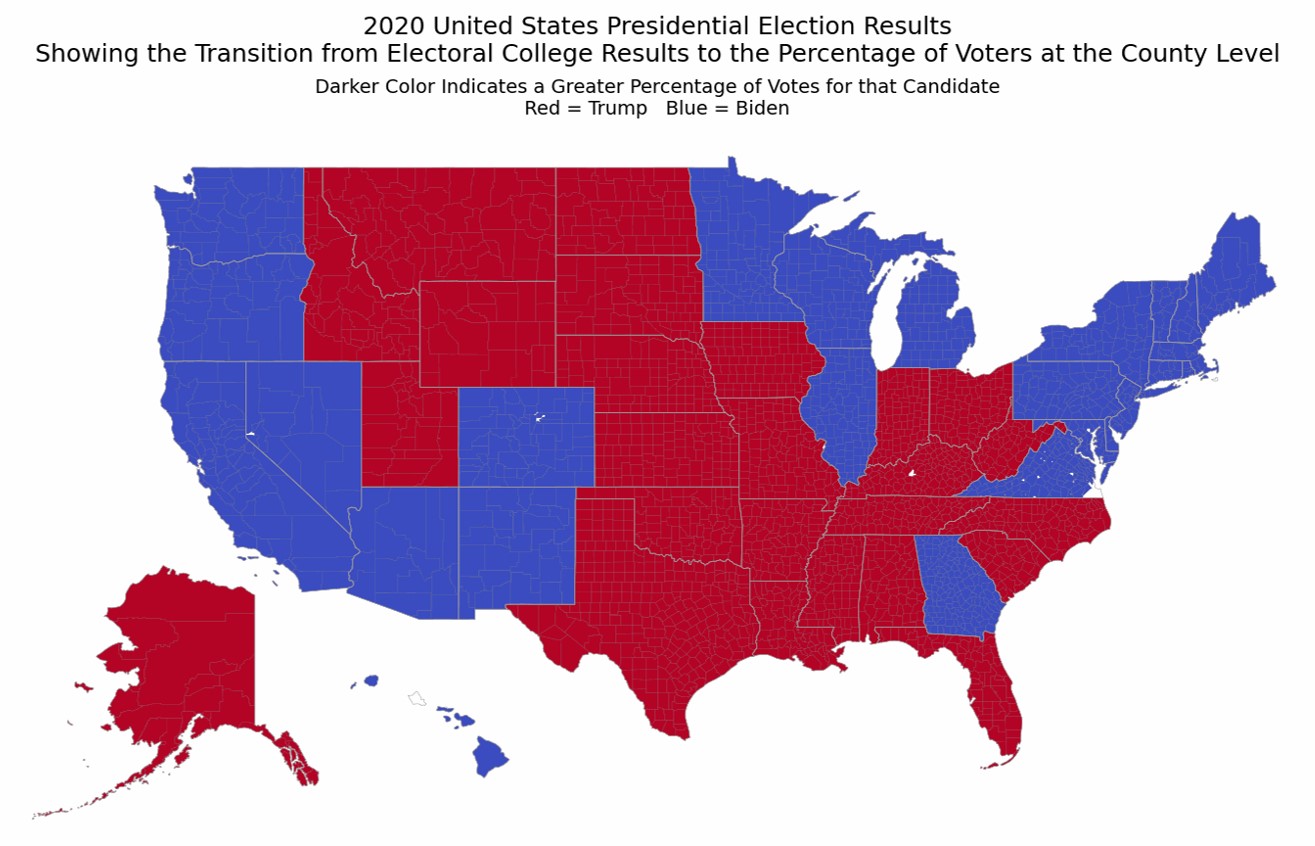 2020 United States Presidential Election Results
Showing the Transition from Electoral College Results to the Percentage of Voters at the County Level
Darker Color Indicates a Greater Percentage of Votes for that Candidate
Red = Trump   Blue = Biden